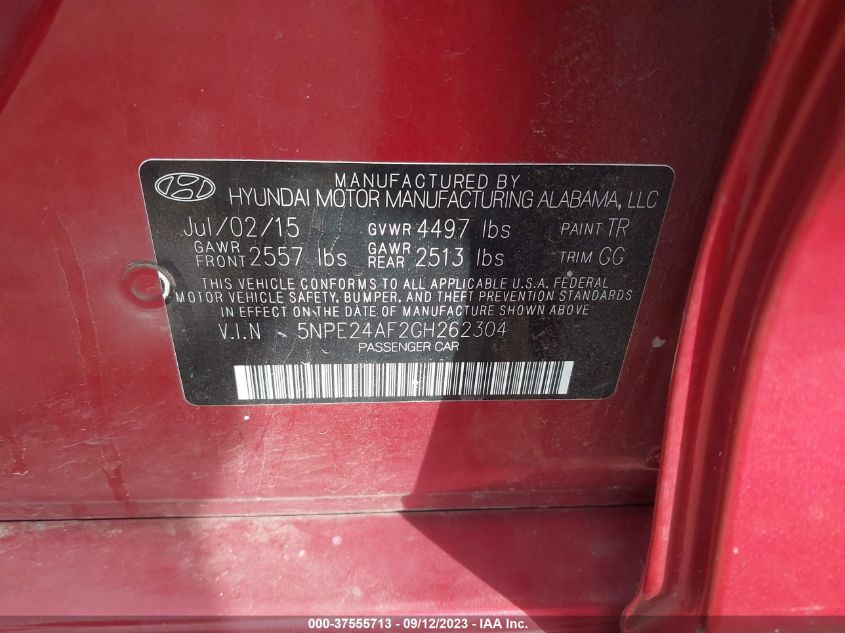 MANUFACTURED BY
HYUNDAI MOTOR MANUFACTURING ALABAMA, LLC
Jul/02/15 GVWR 4497 lbs PAINT TR
GAWR FRONT 2557 lbs GAWR REAR 2513 lbs TRIM GG
THIS VEHICLE CONFORMS TO ALL APPLICABLE U.S.A. FEDERAL
MOTOR VEHICLE SAFETY, BUMPER, AND THEFT PREVENTION STANDARDS
IN EFFECT ON THE DATE OF MANUFACTURE SHOWN ABOVE.
V.I.N 5NPE24AF2GH262304
PASSENGER CAR
000-37555713 - 09/12/2023 - IAA Inc.